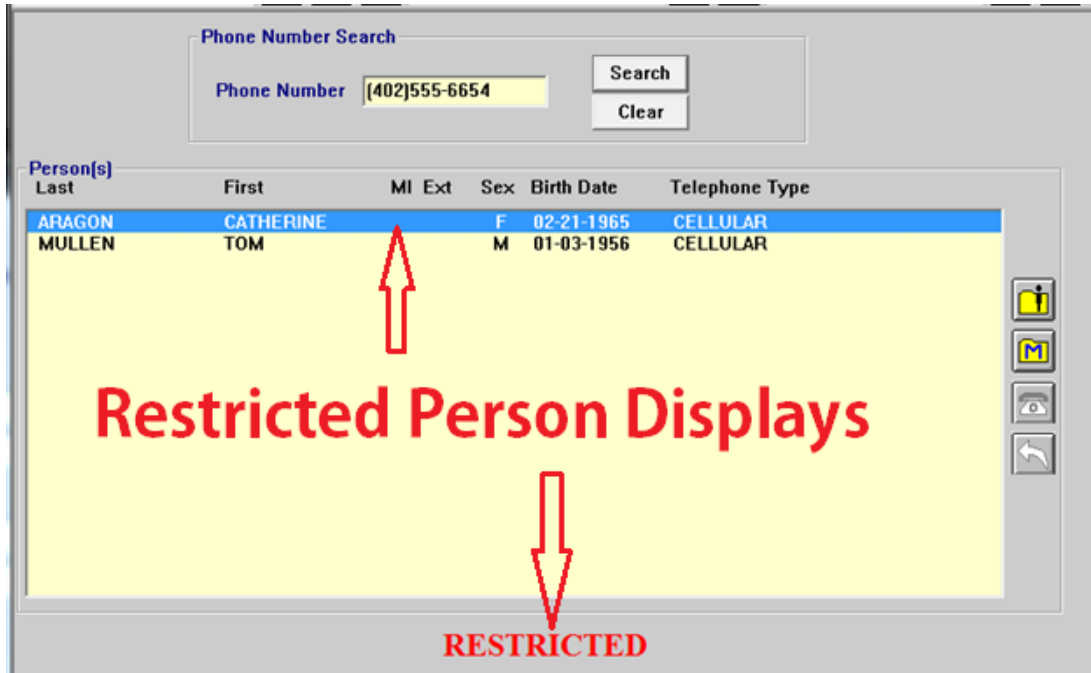 Phone Number Search
Phone Number (402)555-6654 Search
Clear
Person(s)
Last First MI Ext Sex Birth Date Telephone Type
ARAGON CATHERINE F 02-21-1965 CELLULAR
MULLEN TOM M 01-03-1956 CELLULAR
M
Restricted Person Displays
RESTRICTED